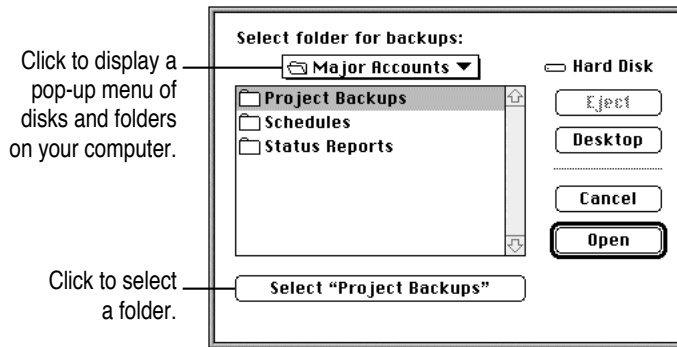 Select folder for backups:
Click to display a
pop-up menu of
disks and folders
on your computer.
Major Accounts
Hard Disk
Project Backups
Schedules
Status Reports
Eject
Desktop
Cancel
Open
Click to select
a folder.
Select “Project Backups”